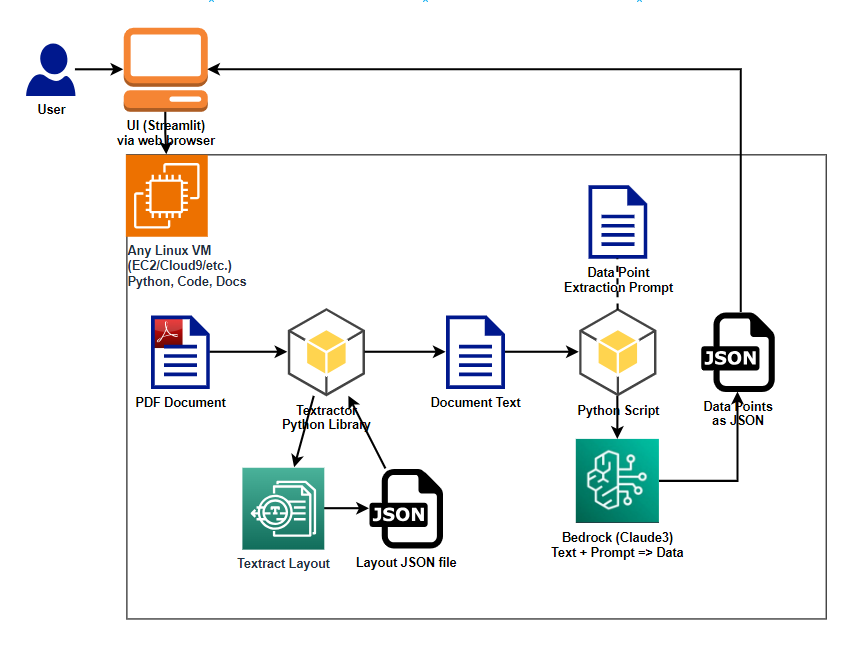 User
UI (Streamlit)
via web browser
Any Linux VM
(EC2/Cloud9/etc.)
Python, Code, Docs
Data Point
Extraction Prompt
PDF Document
Textractor
Python Library
Document Text
Python Script
JSON
Data Points
as JSON
T
Textract Layout
JSON
Layout JSON file
Bedrock (Claude3)
Text + Prompt => Data